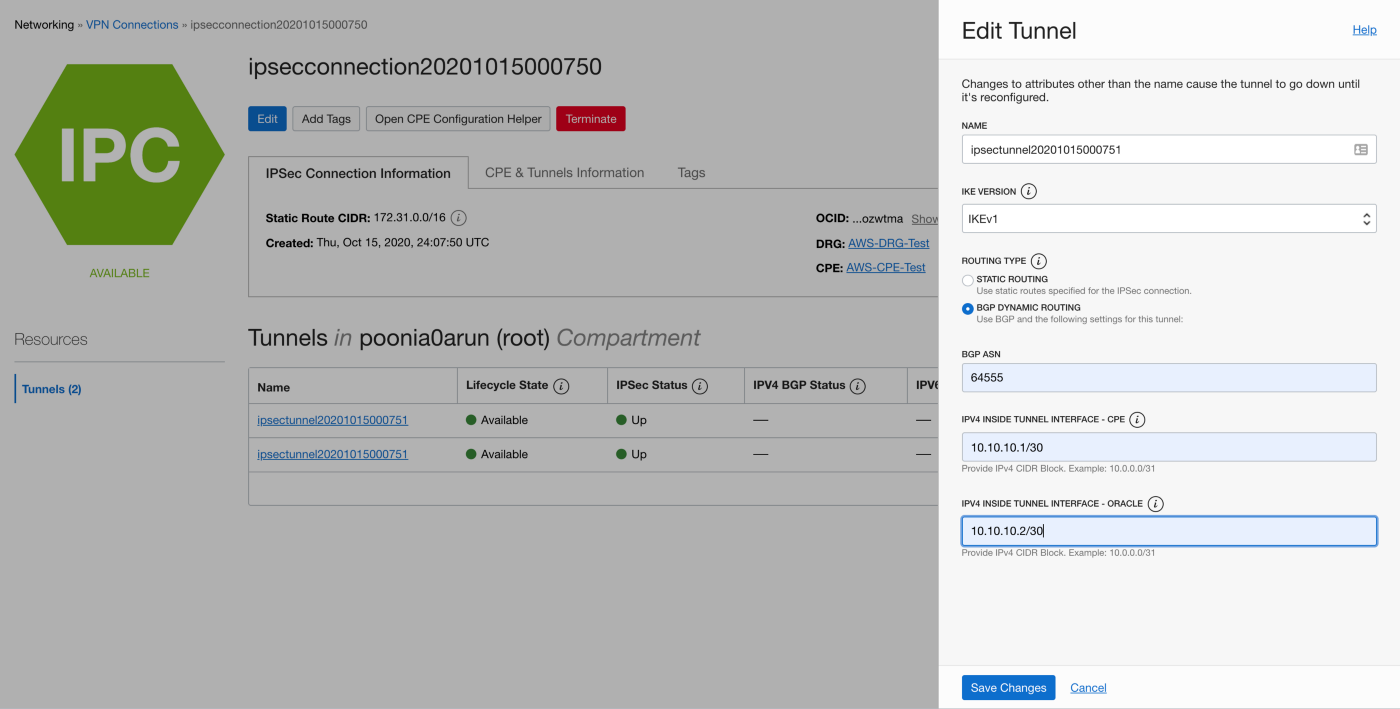 Networking » VPN Connections » ipsecconnection20201015000750
IPC
AVAILABLE
ipsecconnection20201015000750
Edit Add Tags Open CPE Configuration Helper Terminate
IPSec Connection Information CPE & Tunnels Information Tags
Static Route CIDR: 172.31.0.0/16 i
Created: Thu, Oct 15, 2020, 24:07:50 UTC
OCID: ...ozwtma Show
DRG: AWS-DRG-Test
CPE: AWS-CPE-Test
Resources
Tunnels (2)
Tunnels in poonia0arun (root) Compartment
Name Lifecycle State i IPSec Status i IPV4 BGP Status i IPV6
ipsectunnel20201015000751 Available Up — —
ipsectunnel20201015000751 Available Up — —
Edit Tunnel Help
Changes to attributes other than the name cause the tunnel to go down until
it's reconfigured.
NAME
ipsectunnel20201015000751
IKE VERSION i
IKEv1
ROUTING TYPE i
STATIC ROUTING
Use static routes specified for the IPSec connection.
BGP DYNAMIC ROUTING
Use BGP and the following settings for this tunnel:
BGP ASN
64555
IPV4 INSIDE TUNNEL INTERFACE - CPE i
10.10.10.1/30
Provide IPv4 CIDR Block. Example: 10.0.0.0/31
IPV4 INSIDE TUNNEL INTERFACE - ORACLE i
10.10.10.2/30
Provide IPv4 CIDR Block. Example: 10.0.0.0/31
Save Changes Cancel